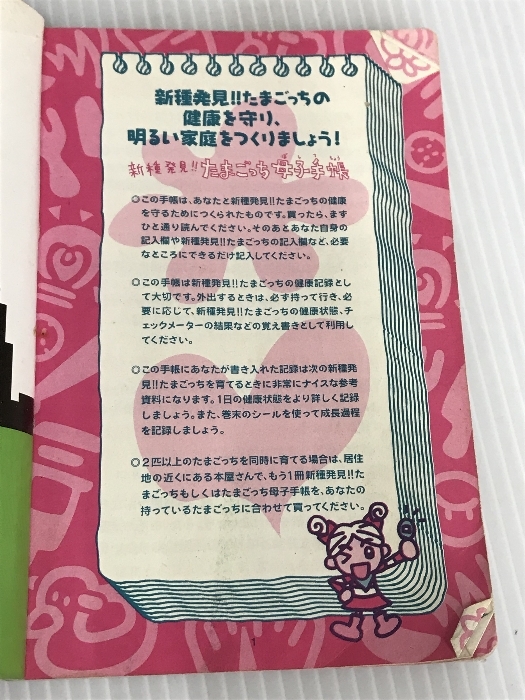 新種発見!!たまごっちの
健康を守り、
明るい家庭をつくりましょう!
新種発見!!たまごっち母子手帳
ぼしてちょう
○この手帳は、あなたと新種発見!!たまごっちの健康
を守るためにつくられたものです。買ったら、まず
ひと通り読んでください。そのあとあなた自身の
記入欄や新種発見!!たまごっちの記入欄など、必要
なところにできるだけ記入してください。
○この手帳は新種発見!!たまごっちの健康記録とし
て大切です。外出するときは、必ず持って行き、必
要に応じて、新種発見!!たまごっちの健康状態、チ
ェックメーターの結果などの覚え書きとして利用し
てください。
○この手帳にあなたが書き入れた記録は次の新種発
見!!たまごっちを育てるときに非常にナイスな参考
資料になります。1日の健康状態をより詳しく記録
しましょう。また、巻末のシールを使って成長過程
を記録しましょう。
○2匹以上のたまごっちを同時に育てる場合は、居住
地の近くにある本屋さんで、もう1冊新種発見!!た
まごっちもしくはたまごっち母子手帳を、あなたの
持っているたまごっちに合わせて買ってください。
1